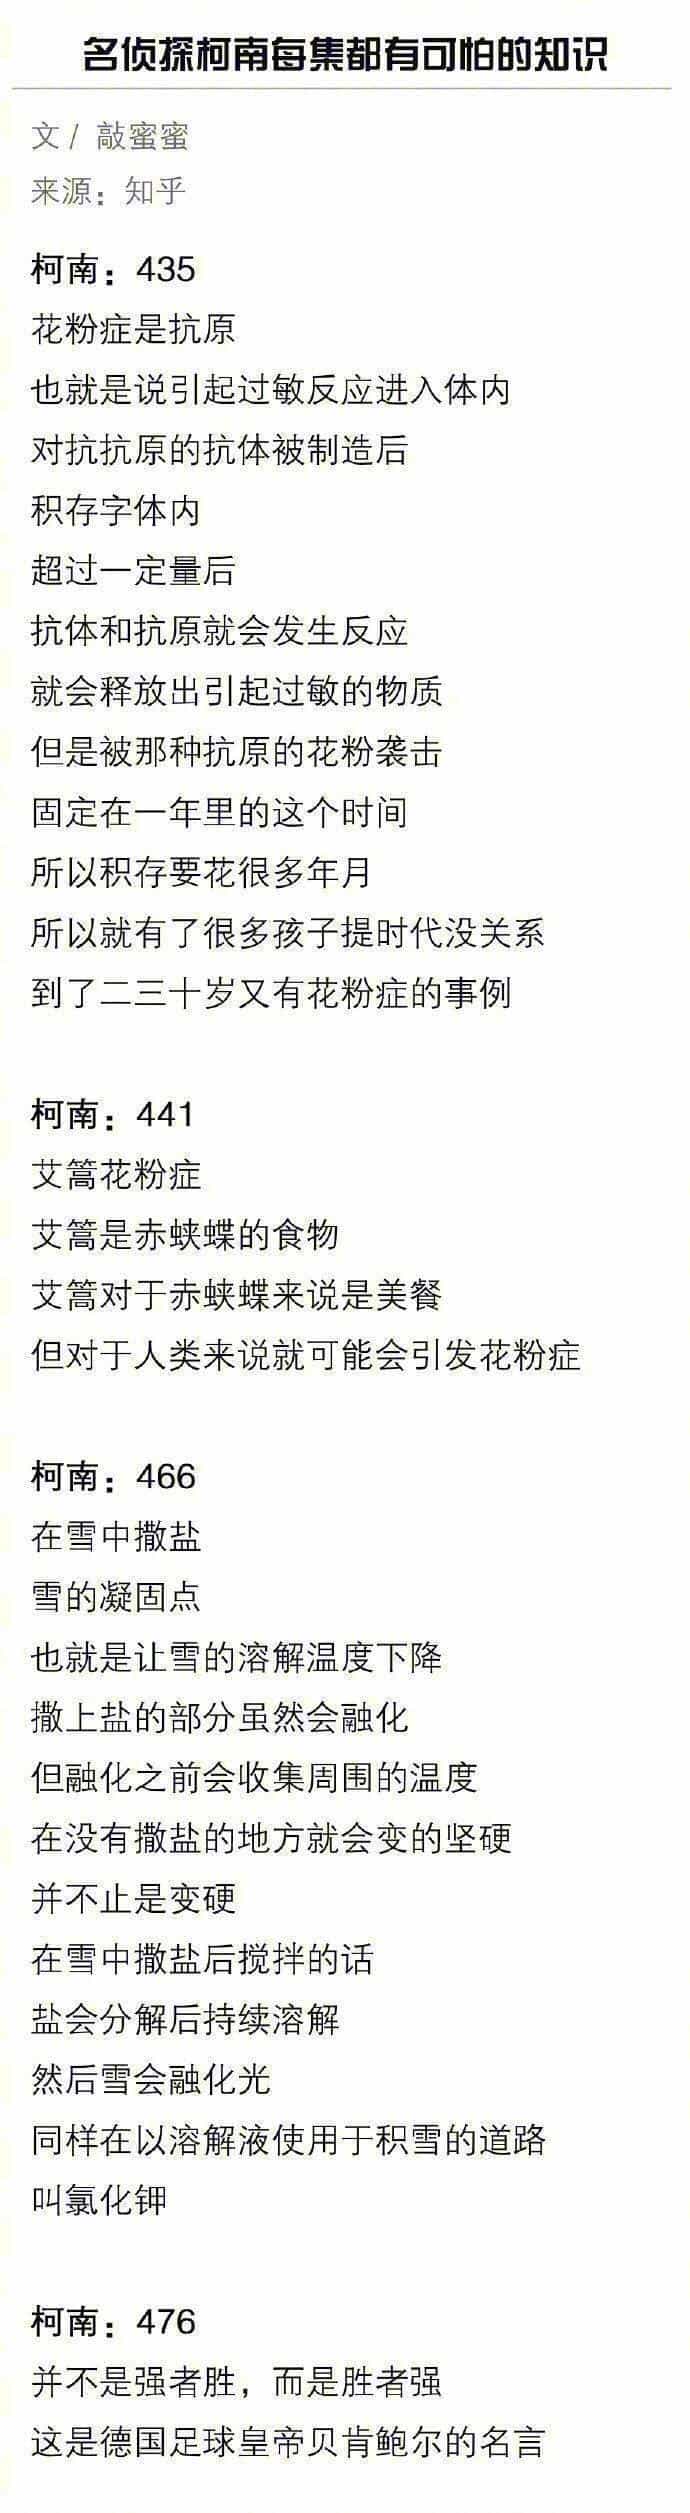 名侦探柯南每集都有可怕的知识
文 / 敲蜜蜜
来源：知乎
柯南：435
花粉症是抗原
也就是说引起过敏反应进入体内
对抗抗原的抗体被制造后
积存字体内
超过一定量后
抗体和抗原就会发生反应
就会释放出引起过敏的物质
但是被那种抗原的花粉袭击
固定在一年里的这个时间
所以积存要花很多年月
所以就有了很多孩子提时代没关系
到了二三十岁又有花粉症的事例
柯南：441
艾篙花粉症
艾篙是赤蛱蝶的食物
艾篙对于赤蛱蝶来说是美餐
但对于人类来说就可能会引发花粉症
柯南：466
在雪中撒盐
雪的凝固点
也就是让雪的溶解温度下降
撒上盐的部分虽然会融化
但融化之前会收集周围的温度
在没有撒盐的地方就会变的坚硬
并不止是变硬
在雪中撒盐后搅拌的话
盐会分解后持续溶解
然后雪会融化光
同样在以溶解液使用于积雪的道路
叫氯化钾
柯南：476
并不是强者胜，而是胜者强
这是德国足球皇帝贝肯鲍尔的名言